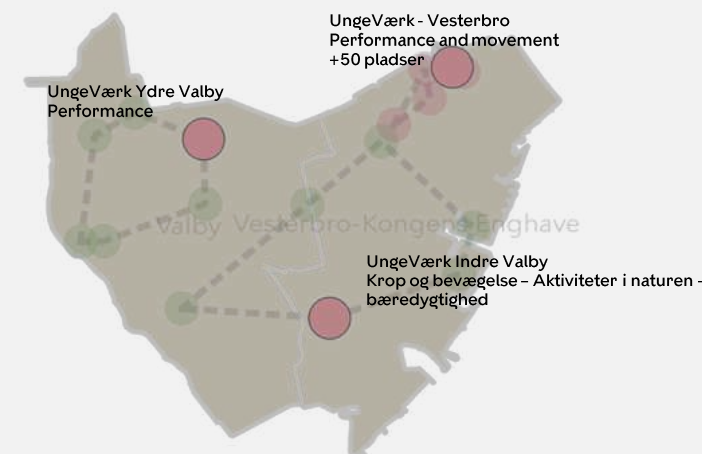 UngeVærk - Vesterbro
Performance and movement
+50 pladser
UngeVærk Ydre Valby
Performance
Valby
Vesterbro-Kongens Enghave
UngeVærk Indre Valby
Krop og bevægelse – Aktiviteter i naturen -
bæredygtighed